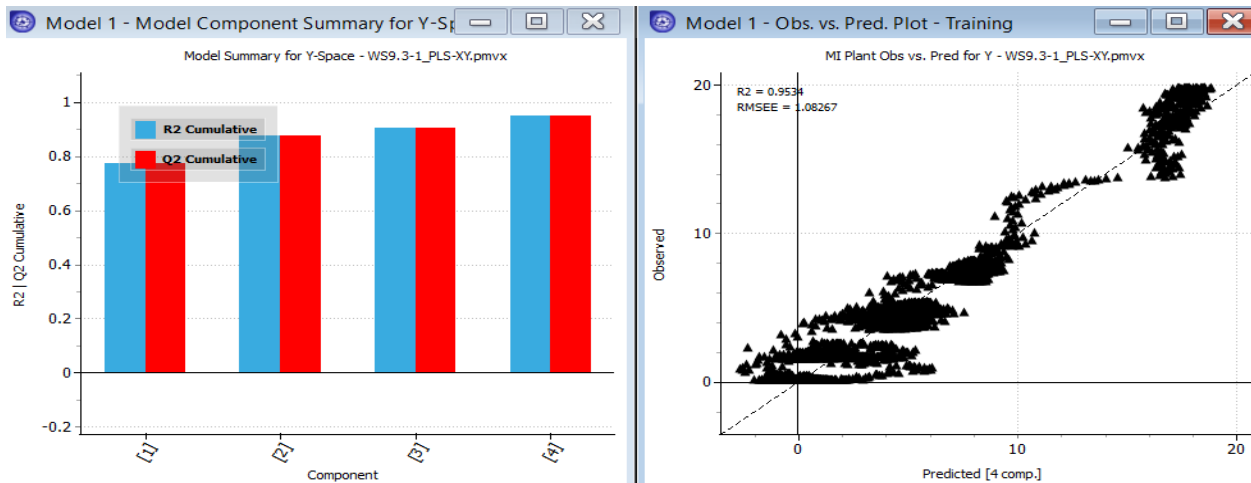 Model 1 - Model Component Summary for Y-Sp
Model Summary for Y-Space - WS9.3-1_PLS-XY.pmvx
R2 Cumulative
Q2 Cumulative
1
0.8
0.6
0.4
0.2
0
-0.2
R2 | Q2 Cumulative
[1]
[2]
[3]
[4]
Component
Model 1 - Obs. vs. Pred. Plot - Training
MI Plant Obs vs. Pred for Y - WS9.3-1_PLS-XY.pmvx
R2 = 0.9534
RMSEE = 1.08267
20
10
0
Observed
0
10
20
Predicted [4 comp.]